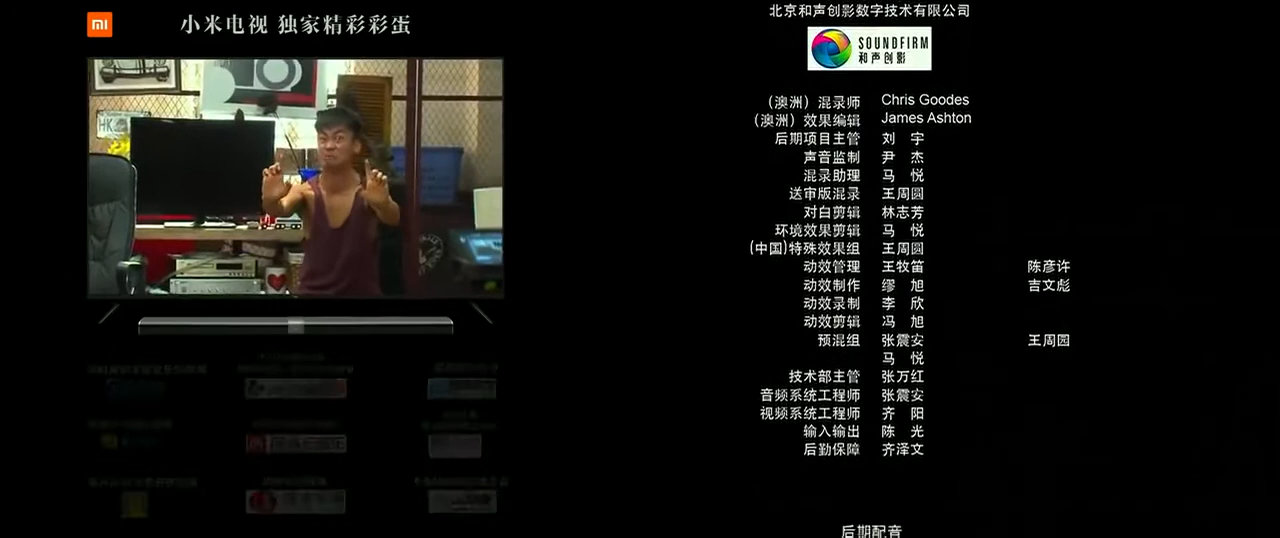 mi
小米电视 独家精彩彩蛋
HK
北京和声创影数字技术有限公司
SOUNDFIRM
和声创影
（澳洲）混录师 Chris Goodes
（澳洲）效果编辑 James Ashton
后期项目主管 刘 宇
声音监制 尹 杰
混录助理 马 悦
送审版混录 王周圆
对白剪辑 林志芳
环境效果剪辑 马 悦
(中国)特殊效果组 王周圆
动效管理 王牧笛 陈彦许
动效制作 缪 旭 吉文彪
动效录制 李 欣
动效剪辑 冯 旭
预混组 张震安 王周园
马 悦
技术部主管 张万红
音频系统工程师 张震安
视频系统工程师 齐 阳
输入输出 陈 光
后勤保障 齐泽文
后期配音